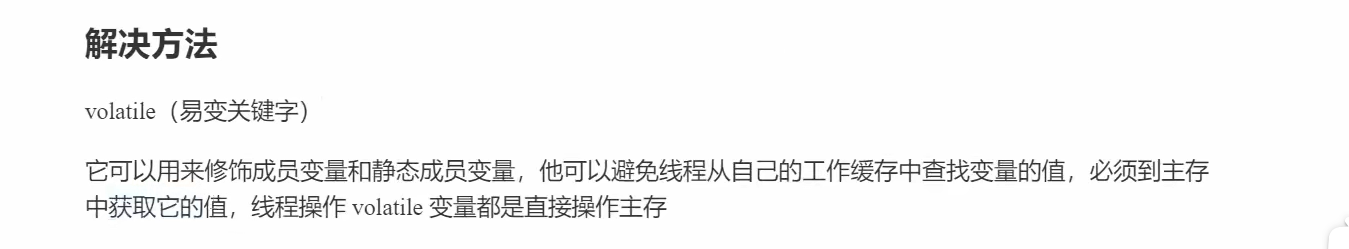 解决方法
volatile（易变关键字）
它可以用来修饰成员变量和静态成员变量，他可以避免线程从自己的工作缓存中查找变量的值，必须到主存
中获取它的值，线程操作 volatile 变量都是直接操作主存